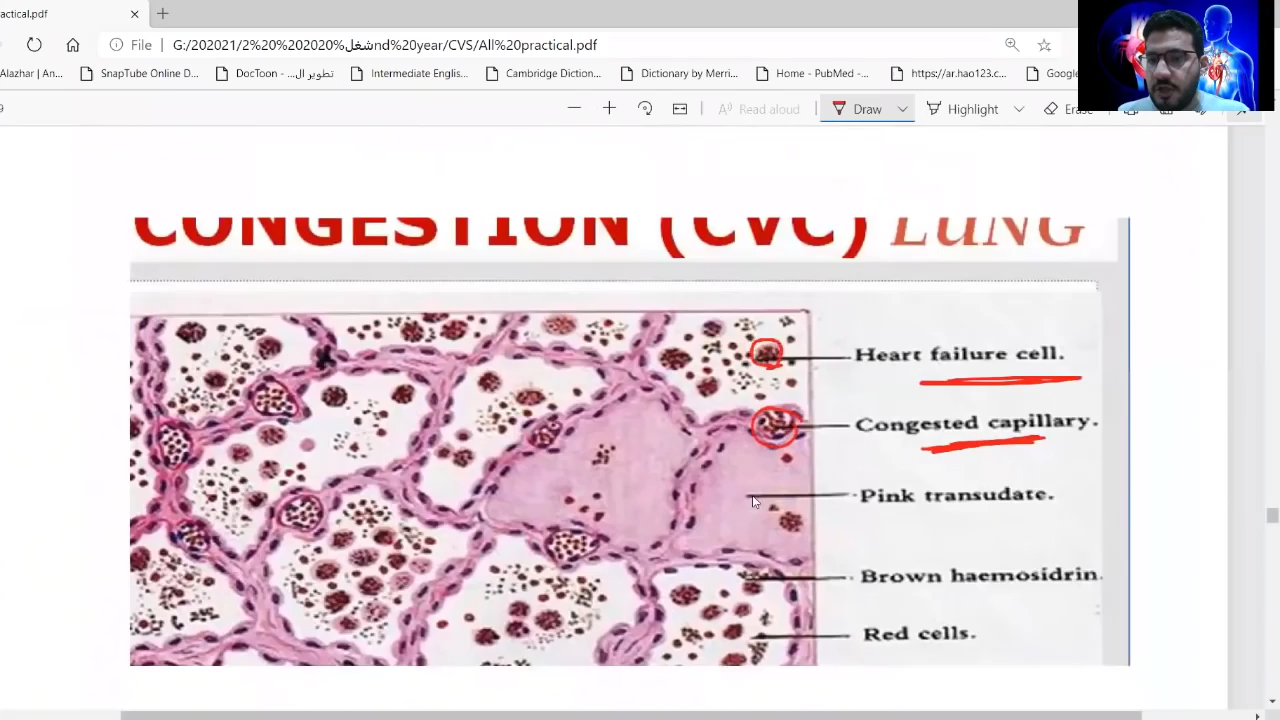 actical.pdf
File G:/202021/2%20%202020%شغلnd%20year/CVS/All%20practical.pdf
Alazhar | An... SnapTube Online D... DocToon - ...تطوير ال Intermediate Englis... Cambridge Diction... Dictionary by Merri... Home - PubMed -... https://ar.hao123.c... Google
9 Read aloud Draw Highlight Erase
CONGESTION (CVC) LUNG
Heart failure cell.
Congested capillary.
Pink transudate.
Brown haemosidrin.
Red cells.